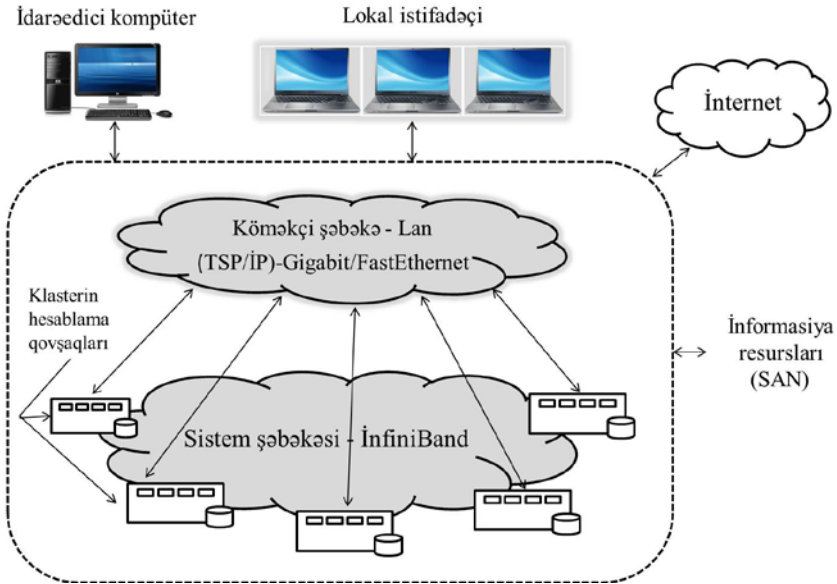 İdarəedici kompüter
Lokal istifadəçi
İnternet
Köməkçi şəbəkə - Lan
(TSP/İP)-Gigabit/FastEthernet
Klasterin
hesablama
qovşaqları
İnformasiya
resursları
(SAN)
Sistem şəbəkəsi - İnfiniBand